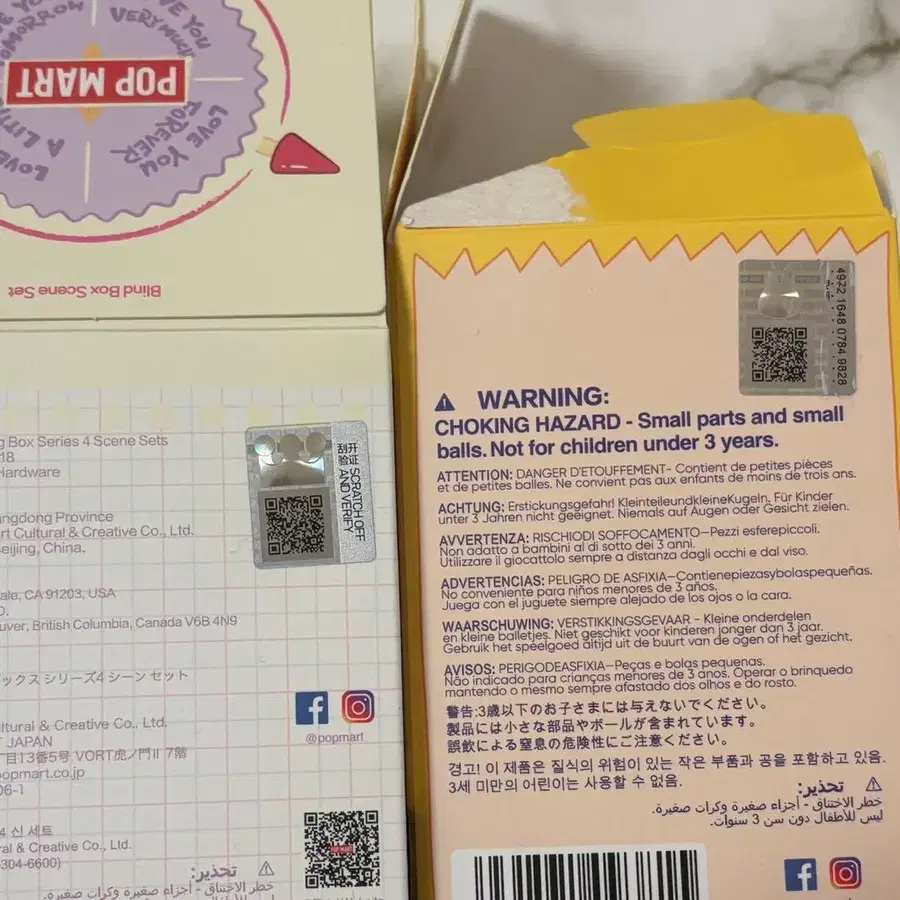 LOVE YOU
VERY MUCH
POP MART
LOVE YOU
FOREVER
A LITTLE
TOMORROW
Blind Box Scene Set
g Box Series 4 Scene Sets
18
Hardware
angdong Province
rt Cultural & Creative Co., Ltd.
eijing, China.
ale, CA 91203, USA
D.
uver, British Columbia, Canada V6B 4N9
ックス シリーズ4 シーン セット
ltural & Creative Co., Ltd.
T JAPAN
丁目13番5号 VORT虎ノ門II 7階
popmart.co.jp
06-1
4 신 세트
ral & Creative Co., Ltd.
304-6600)
تحذير:
خطر الاختناق - أجزاء صغيرة وكرات صغيرة.
刮开
验证
SCRATCH OFF
AND VERIFY
@popmart
POP MART
4972 1648 0784 9828
WARNING:
CHOKING HAZARD - Small parts and small
balls. Not for children under 3 years.
ATTENTION: DANGER D'ETOUFFEMENT- Contient de petites pièces
et de petites balles. Ne convient pas aux enfants de moins de trois ans.
ACHTUNG: Erstickungsgefahr! KleinteileundkleineKugeln. Für Kinder
unter 3 Jahren nicht geeignet. Niemals auf Augen oder Gesicht zielen.
AVVERTENZA: RISCHIODI SOFFOCAMENTO—Pezzi esferepiccoli.
Non adatto a bambini al di sotto dei 3 anni.
Utilizzare il giocattolo sempre a distanza dagli occhi e dal viso.
ADVERTENCIAS: PELIGRO DE ASFIXIA—Contienepiezasybolaspequeñas.
No conveniente para niños menores de 3 años.
Juega con el juguete siempre alejado de los ojos o la cara.
WAARSCHUWING: VERSTIKKINGSGEVAAR - Kleine onderdelen
en kleine balletjes. Niet geschikt voor kinderen jonger dan 3 jaar.
Gebruik het speelgoed altijd uit de buurt van de ogen of het gezicht.
AVISOS: PERIGODEASFIXIA—Peças e bolas pequenas.
Não indicado para crianças menores de 3 anos. Operar o brinquedo
mantendo o mesmo sempre afastado dos olhos e do rosto.
警告:3歳以下のお子さまには与えないでください。
製品には小さな部品やボールが含まれています。
誤飲による窒息の危険性にご注意ください。
경고! 이 제품은 질식의 위험이 있는 작은 부품과 공을 포함하고 있음.
3세 미만의 어린이는 사용할 수 없음.
تحذير:
خطر الاختناق - أجزاء صغيرة وكرات صغيرة.
ليس للأطفال دون سن 3 سنوات.